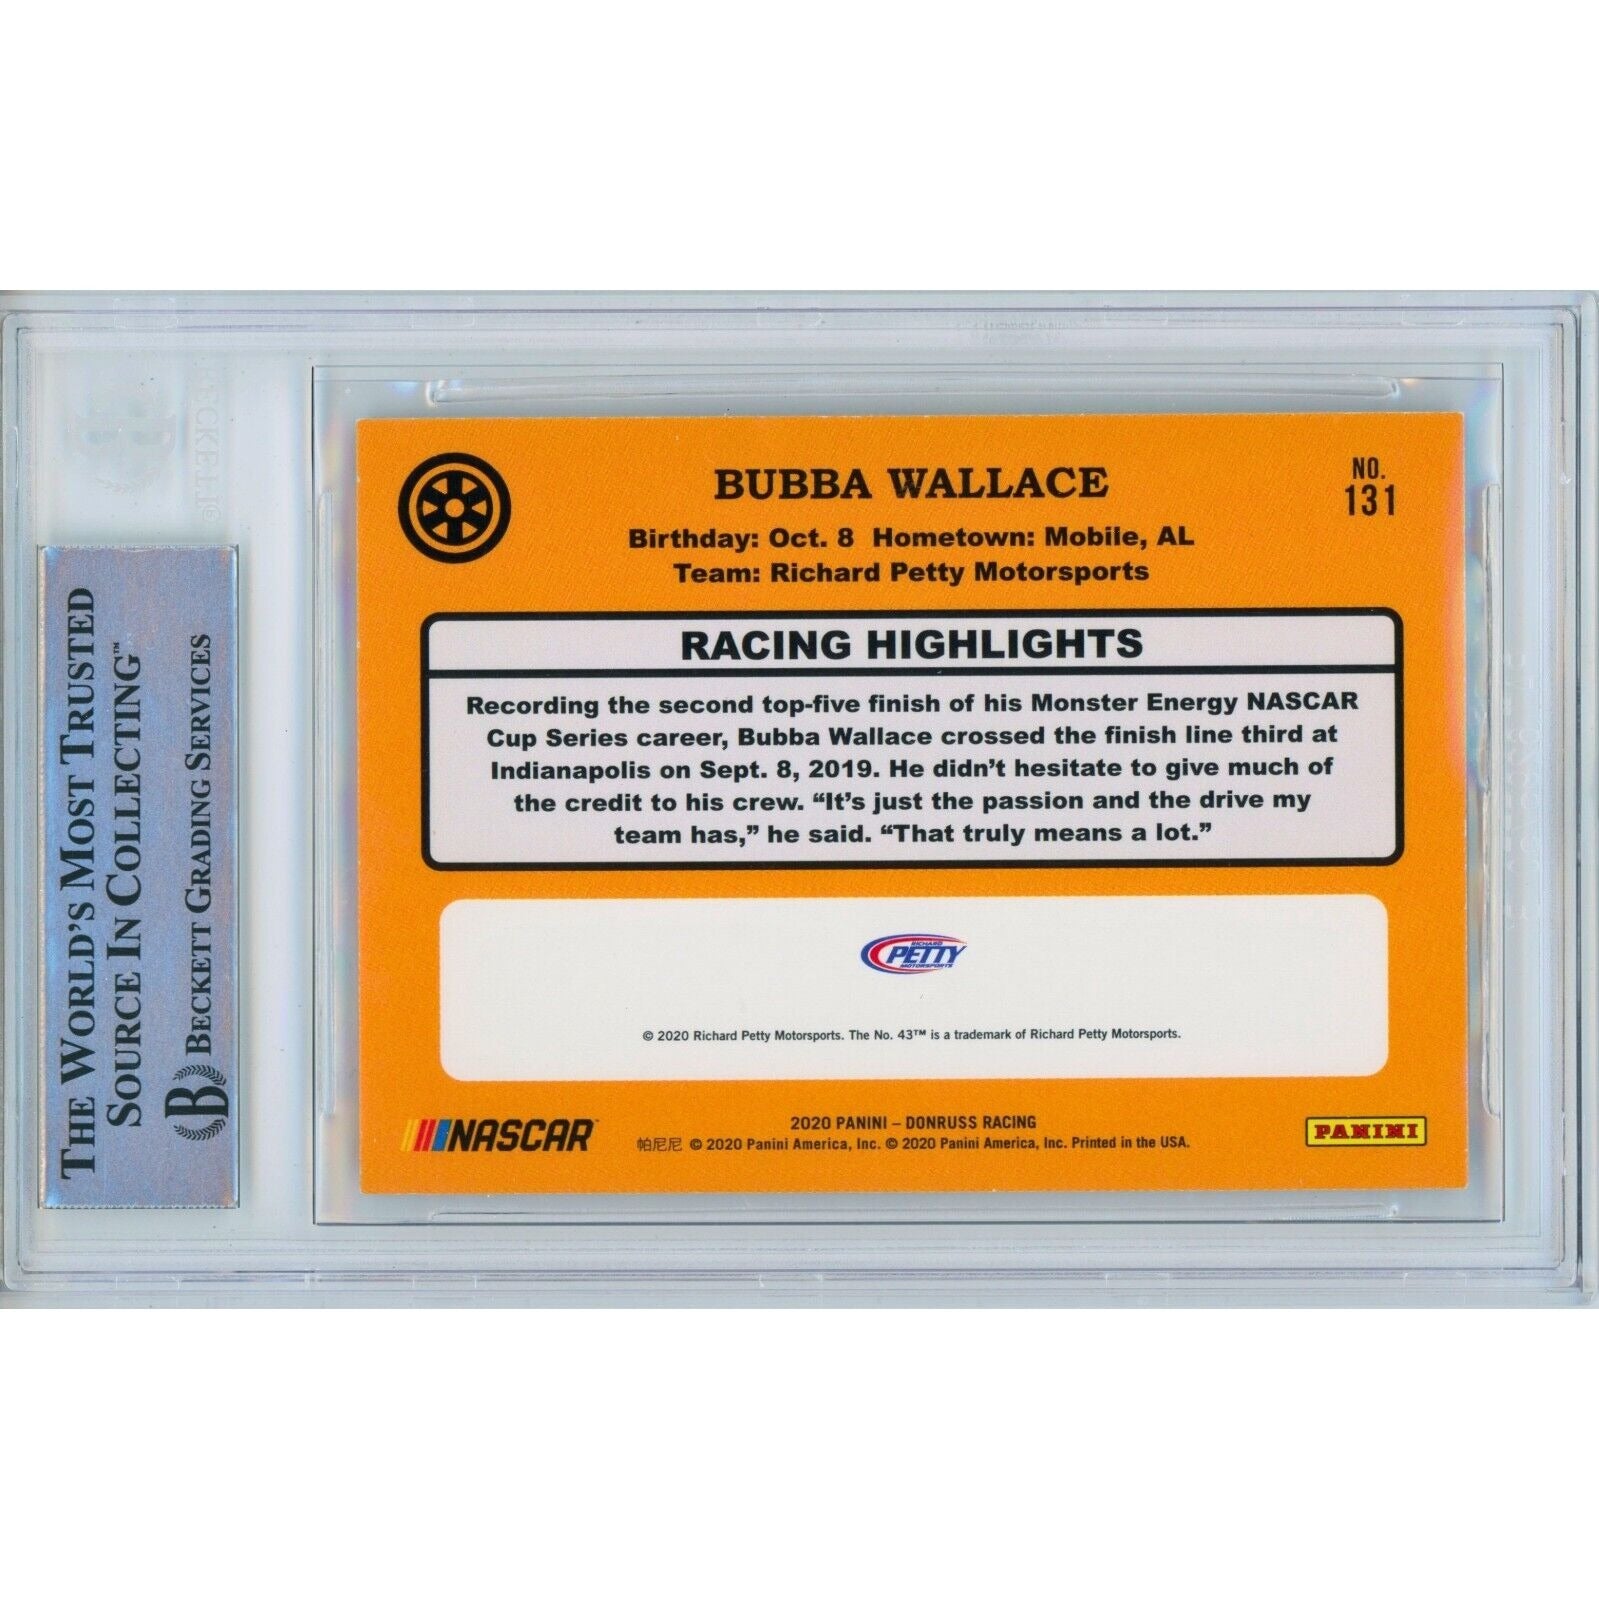 THE WORLD'S MOST TRUSTED
SOURCE IN COLLECTING™
B BECKETT GRADING SERVICES
BUBBA WALLACE
NO.
131
Birthday: Oct. 8 Hometown: Mobile, AL
Team: Richard Petty Motorsports
RACING HIGHLIGHTS
Recording the second top-five finish of his Monster Energy NASCAR
Cup Series career, Bubba Wallace crossed the finish line third at
Indianapolis on Sept. 8, 2019. He didn't hesitate to give much of
the credit to his crew. “It's just the passion and the drive my
team has,” he said. “That truly means a lot.”
RICHARD
PETTY
MOTORSPORTS
© 2020 Richard Petty Motorsports. The No. 43™ is a trademark of Richard Petty Motorsports.
NASCAR
2020 PANINI – DONRUSS RACING
帕尼尼 © 2020 Panini America, Inc. © 2020 Panini America, Inc. Printed in the USA.
PANINI